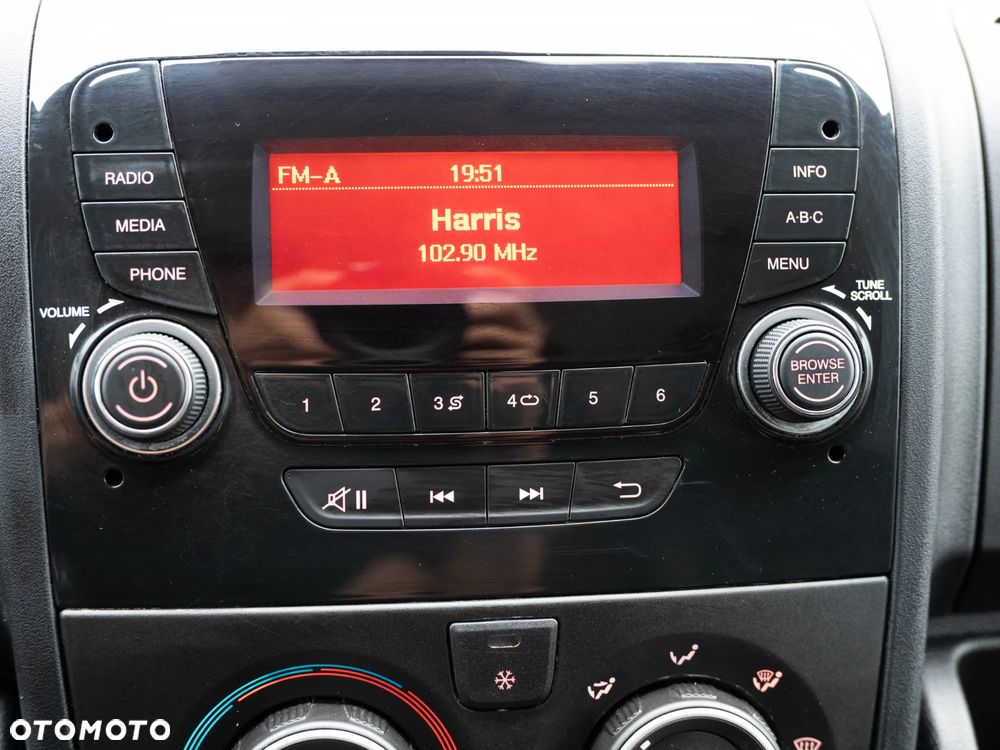 FM-A 19:51
Harris
102.90 MHz
RADIO
MEDIA
PHONE
VOLUME
INFO
A·B·C
MENU
TUNE
SCROLL
BROWSE
ENTER
1 2 3 4 5 6
OTOMOTO